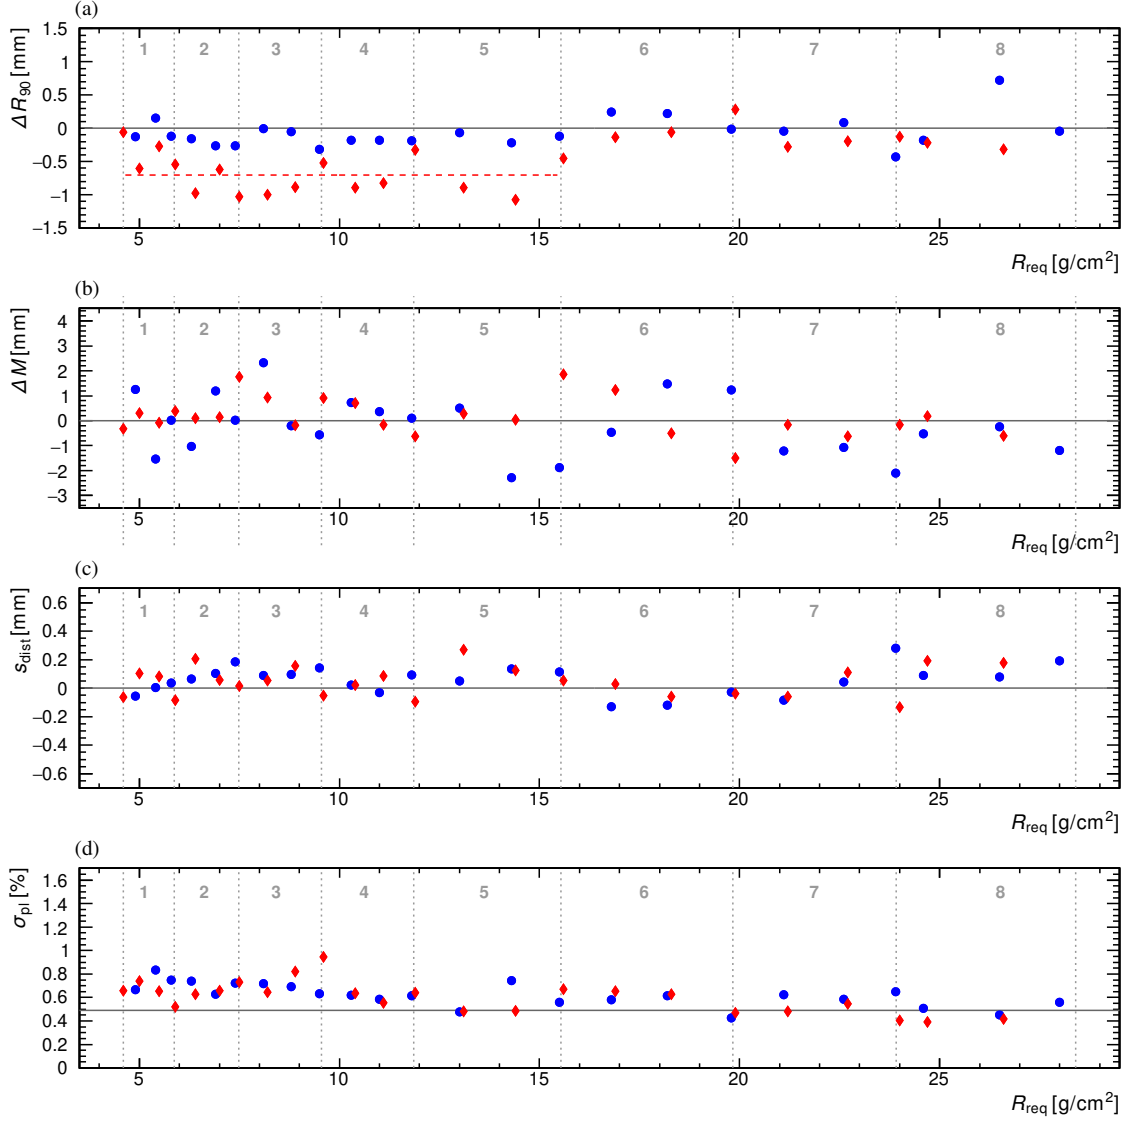 (a)
1 2 3 4 5 6 7 8
ΔR90 [mm]
1.5
1
0.5
0
−0.5
−1
−1.5
5 10 15 20 25
Rreq [g/cm²]
(b)
1 2 3 4 5 6 7 8
ΔM [mm]
4
3
2
1
0
−1
−2
−3
5 10 15 20 25
Rreq [g/cm²]
(c)
1 2 3 4 5 6 7 8
sdist [mm]
0.6
0.4
0.2
0
−0.2
−0.4
−0.6
5 10 15 20 25
Rreq [g/cm²]
(d)
1 2 3 4 5 6 7 8
σpl [%]
1.6
1.4
1.2
1
0.8
0.6
0.4
0.2
0
5 10 15 20 25
Rreq [g/cm²]